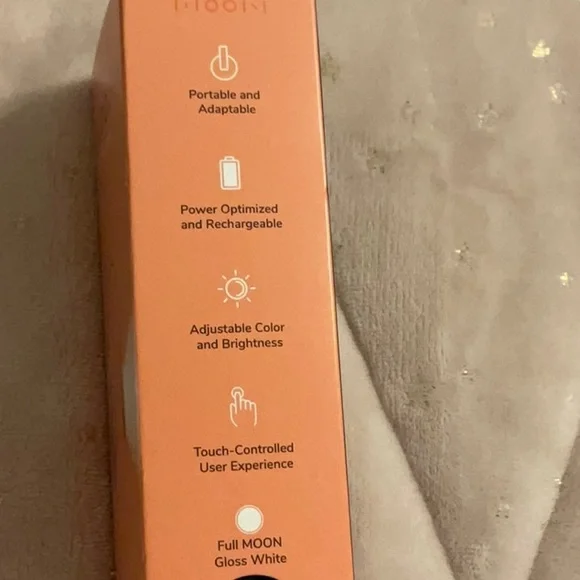 MOON
Portable and
Adaptable
Power Optimized
and Rechargeable
Adjustable Color
and Brightness
Touch-Controlled
User Experience
Full MOON
Gloss White